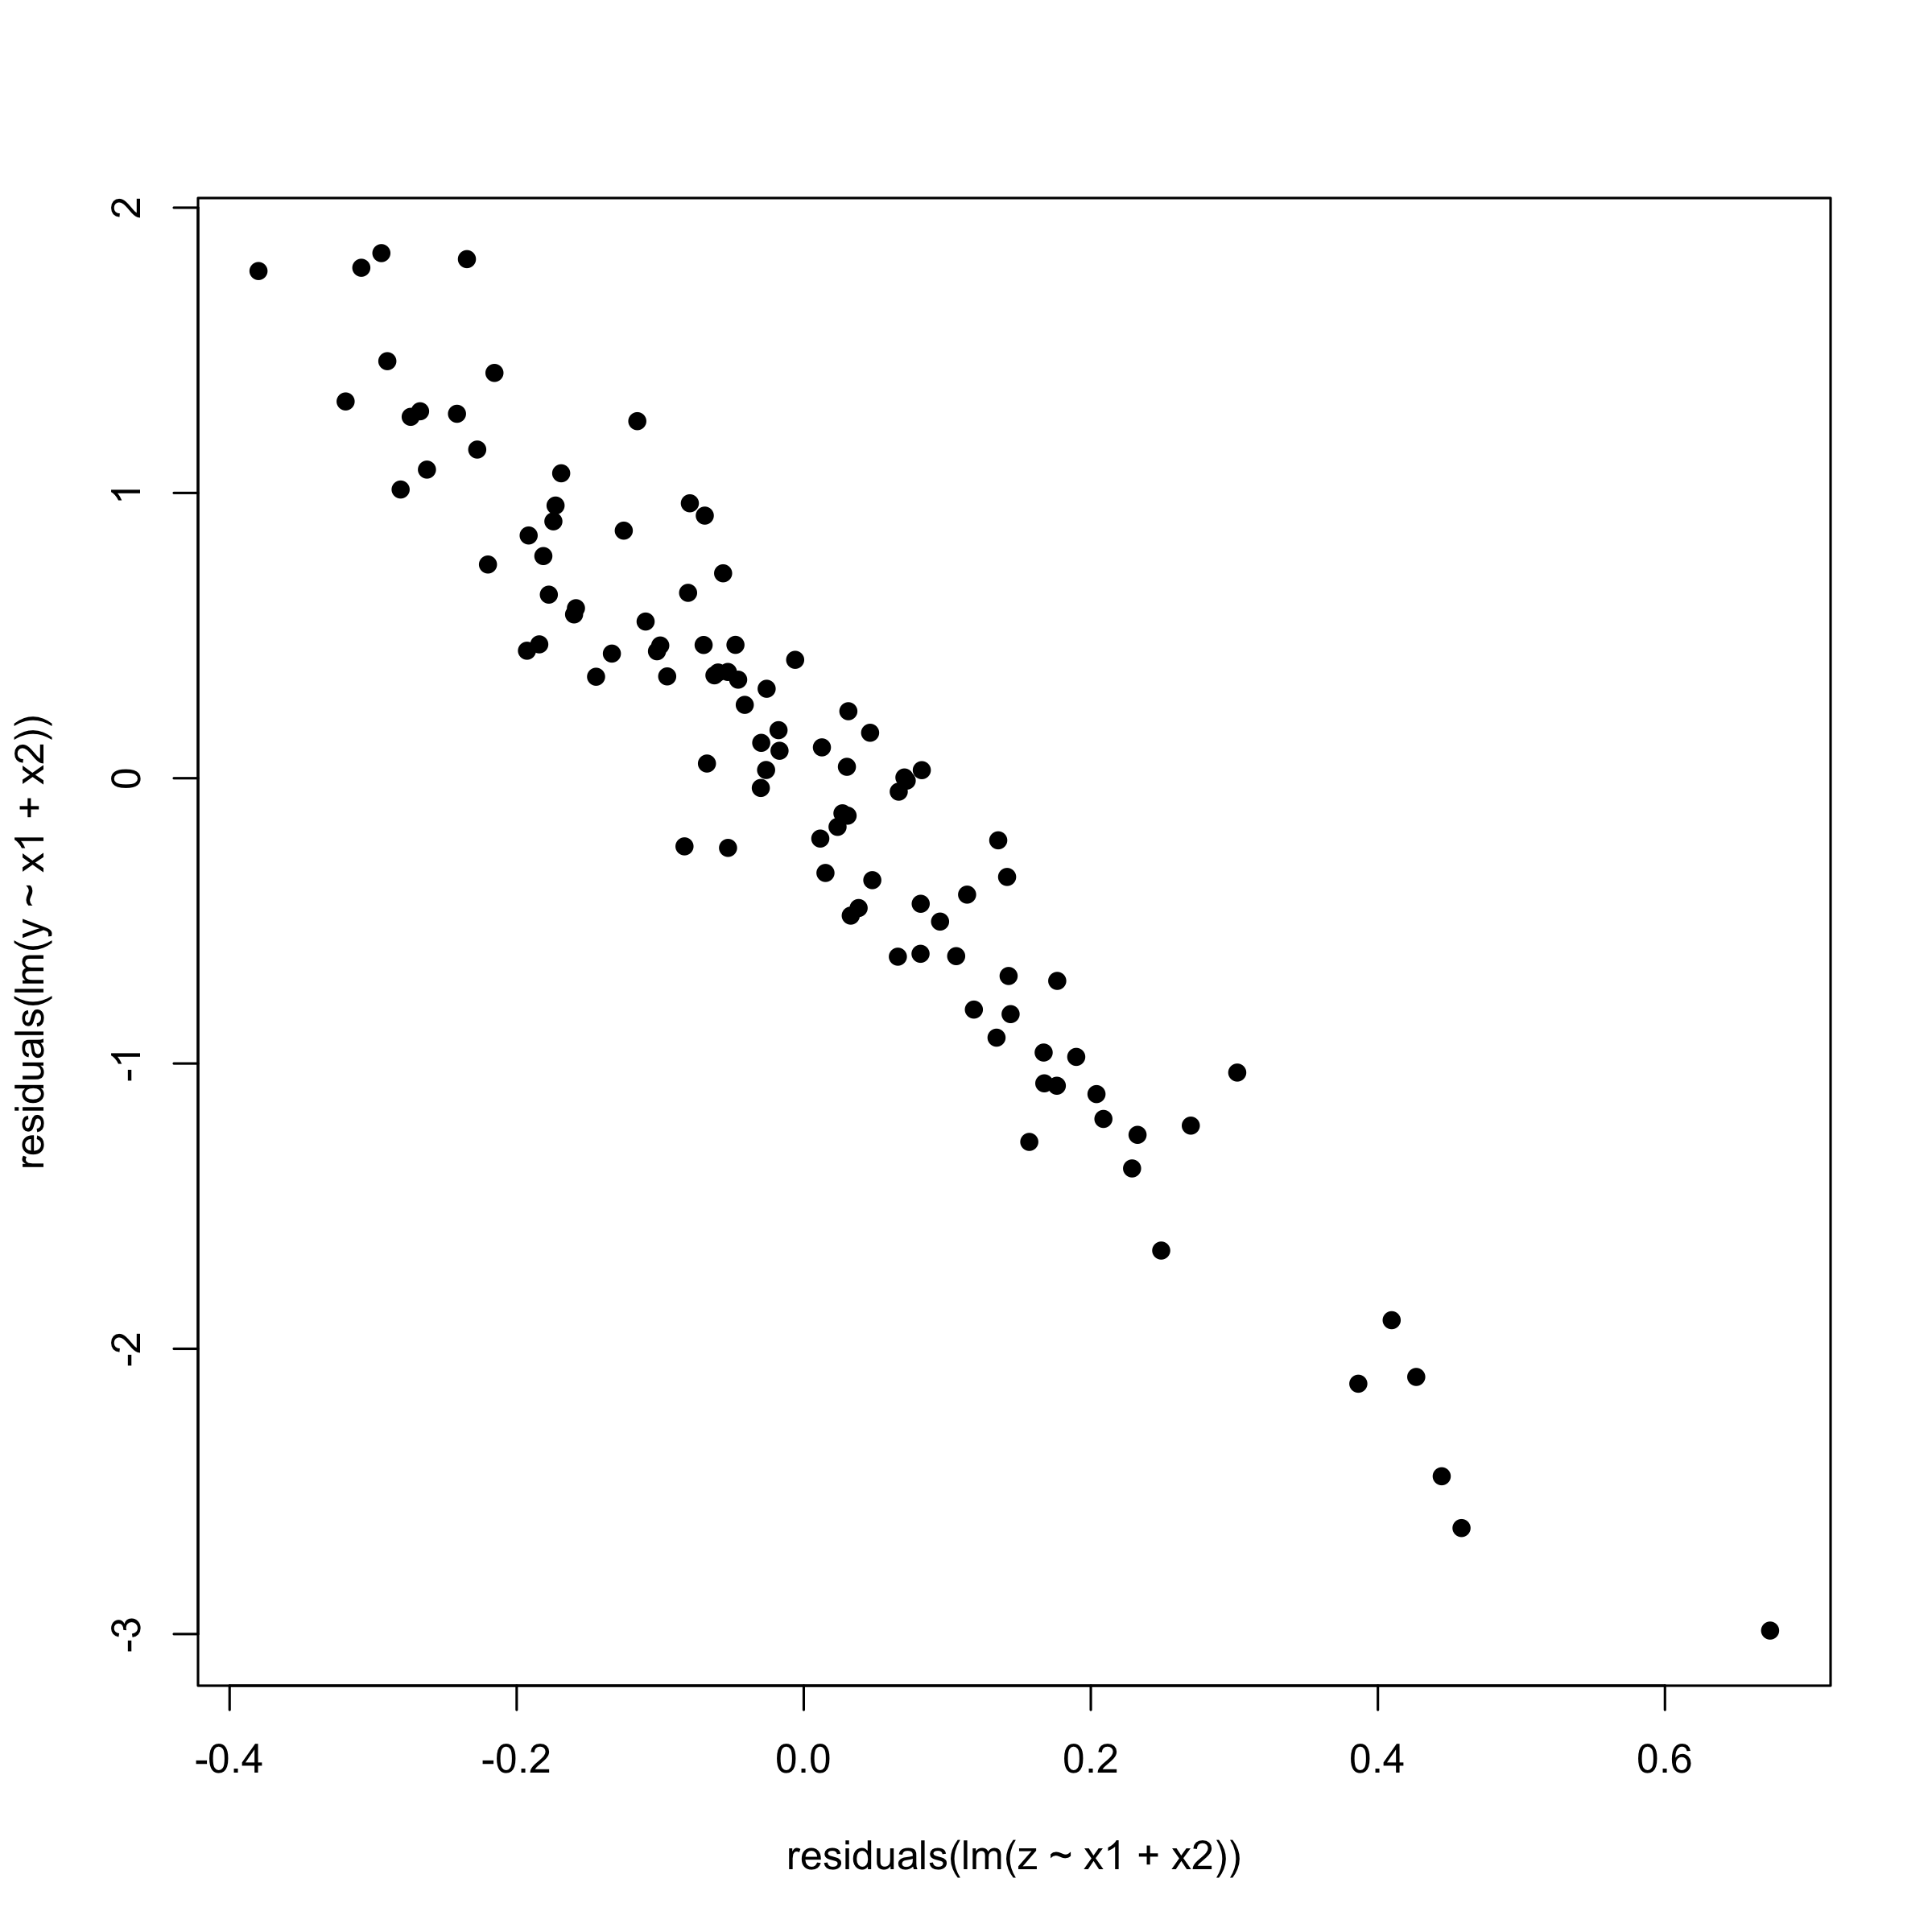 2
1
0
-1
-2
-3
residuals(lm(y ~ x1 + x2))
-0.4 -0.2 0.0 0.2 0.4 0.6
residuals(lm(z ~ x1 + x2))